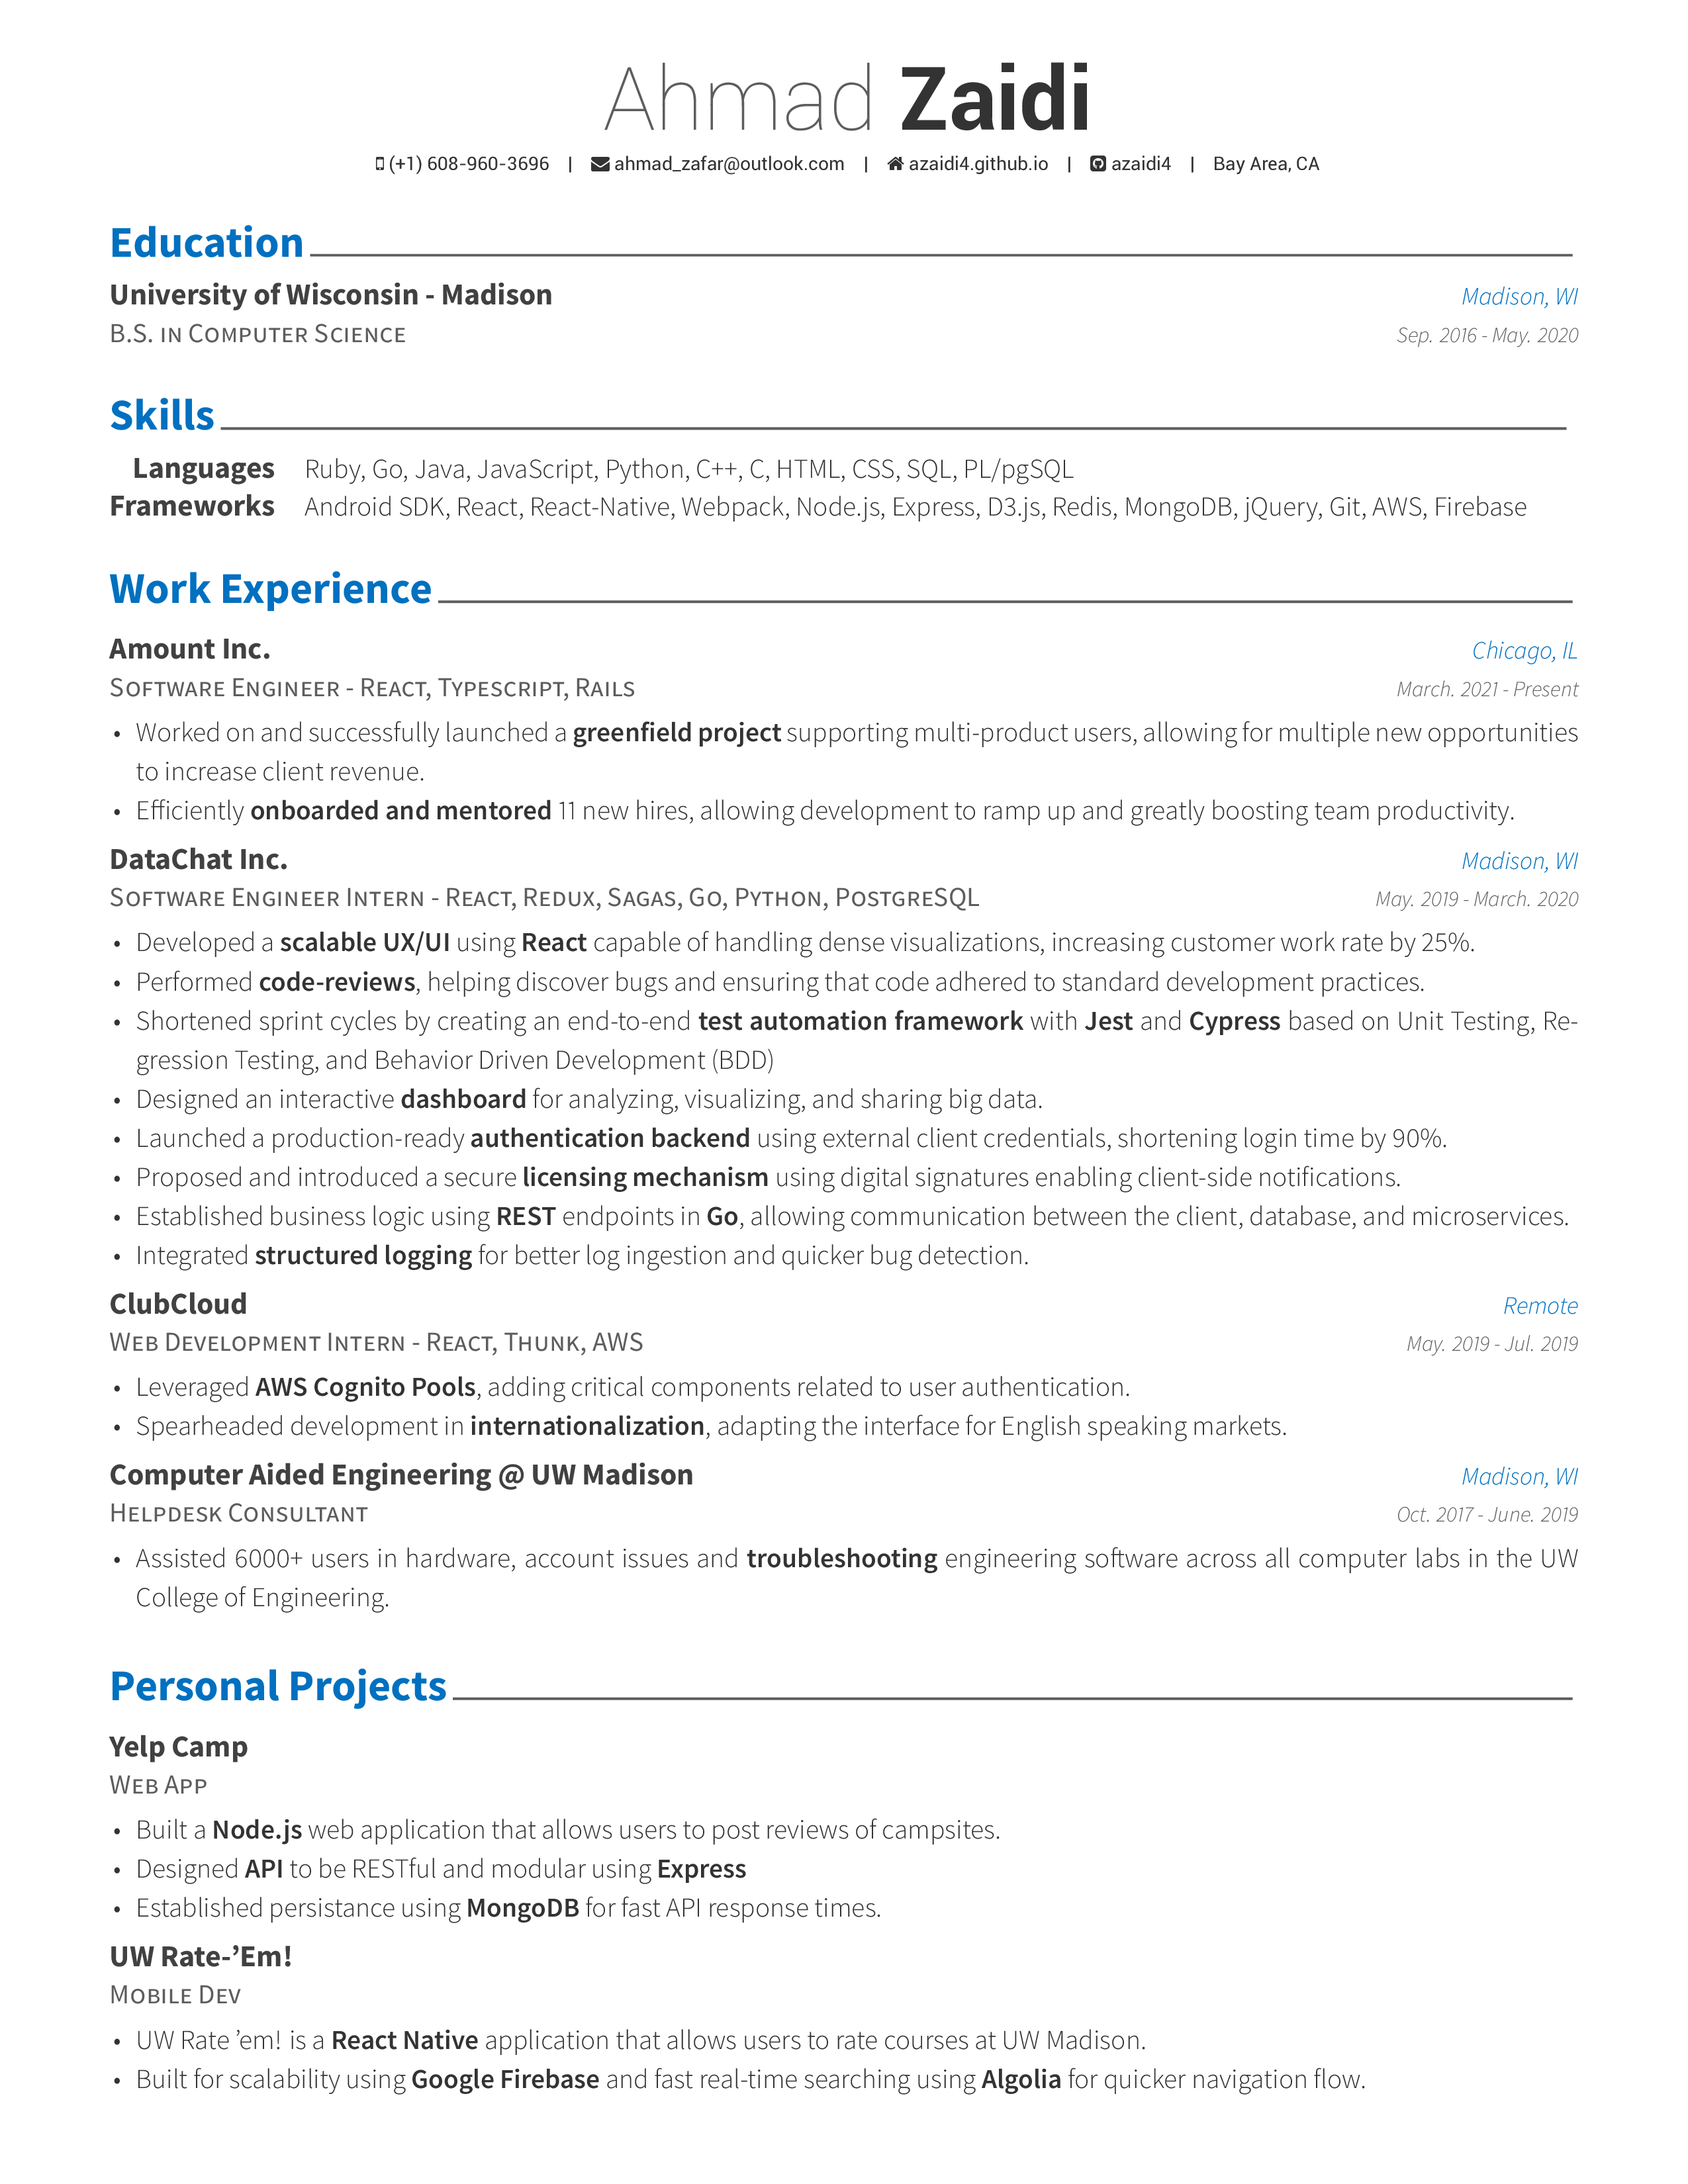 Ahmad Zaidi
(+1) 608-960-3696 | ahmad_zafar@outlook.com | azaidi4.github.io | azaidi4 | Bay Area, CA
Education
University of Wisconsin - Madison Madison, WI
B.S. in Computer Science Sep. 2016 - May. 2020
Skills
Languages Ruby, Go, Java, JavaScript, Python, C++, C, HTML, CSS, SQL, PL/pgSQL
Frameworks Android SDK, React, React-Native, Webpack, Node.js, Express, D3.js, Redis, MongoDB, jQuery, Git, AWS, Firebase
Work Experience
Amount Inc. Chicago, IL
Software Engineer - React, Typescript, Rails March. 2021 - Present
• Worked on and successfully launched a greenfield project supporting multi-product users, allowing for multiple new opportunities
to increase client revenue.
• Efficiently onboarded and mentored 11 new hires, allowing development to ramp up and greatly boosting team productivity.
DataChat Inc. Madison, WI
Software Engineer Intern - React, Redux, Sagas, Go, Python, PostgreSQL May. 2019 - March. 2020
• Developed a scalable UX/UI using React capable of handling dense visualizations, increasing customer work rate by 25%.
• Performed code-reviews, helping discover bugs and ensuring that code adhered to standard development practices.
• Shortened sprint cycles by creating an end-to-end test automation framework with Jest and Cypress based on Unit Testing, Re-
gression Testing, and Behavior Driven Development (BDD)
• Designed an interactive dashboard for analyzing, visualizing, and sharing big data.
• Launched a production-ready authentication backend using external client credentials, shortening login time by 90%.
• Proposed and introduced a secure licensing mechanism using digital signatures enabling client-side notifications.
• Established business logic using REST endpoints in Go, allowing communication between the client, database, and microservices.
• Integrated structured logging for better log ingestion and quicker bug detection.
ClubCloud Remote
Web Development Intern - React, Thunk, AWS May. 2019 - Jul. 2019
• Leveraged AWS Cognito Pools, adding critical components related to user authentication.
• Spearheaded development in internationalization, adapting the interface for English speaking markets.
Computer Aided Engineering @ UW Madison Madison, WI
Helpdesk Consultant Oct. 2017 - June. 2019
• Assisted 6000+ users in hardware, account issues and troubleshooting engineering software across all computer labs in the UW
College of Engineering.
Personal Projects
Yelp Camp
Web App
• Built a Node.js web application that allows users to post reviews of campsites.
• Designed API to be RESTful and modular using Express
• Established persistance using MongoDB for fast API response times.
UW Rate-’Em!
Mobile Dev
• UW Rate ’em! is a React Native application that allows users to rate courses at UW Madison.
• Built for scalability using Google Firebase and fast real-time searching using Algolia for quicker navigation flow.